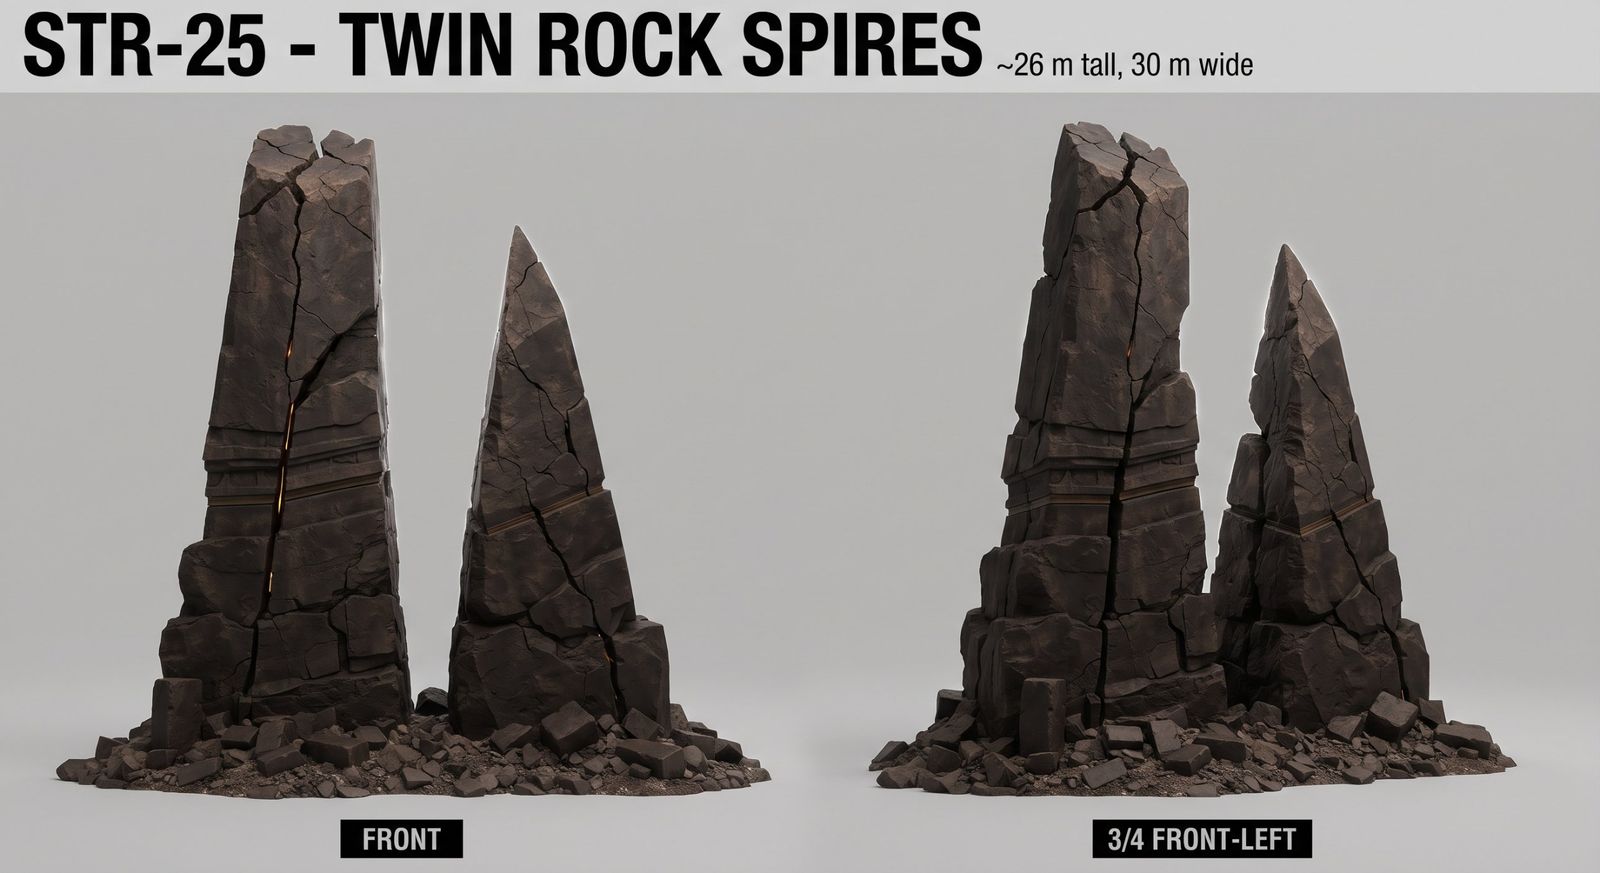 STR-25 - TWIN ROCK SPIRES ~26 m tall, 30 m wide
FRONT
3/4 FRONT-LEFT